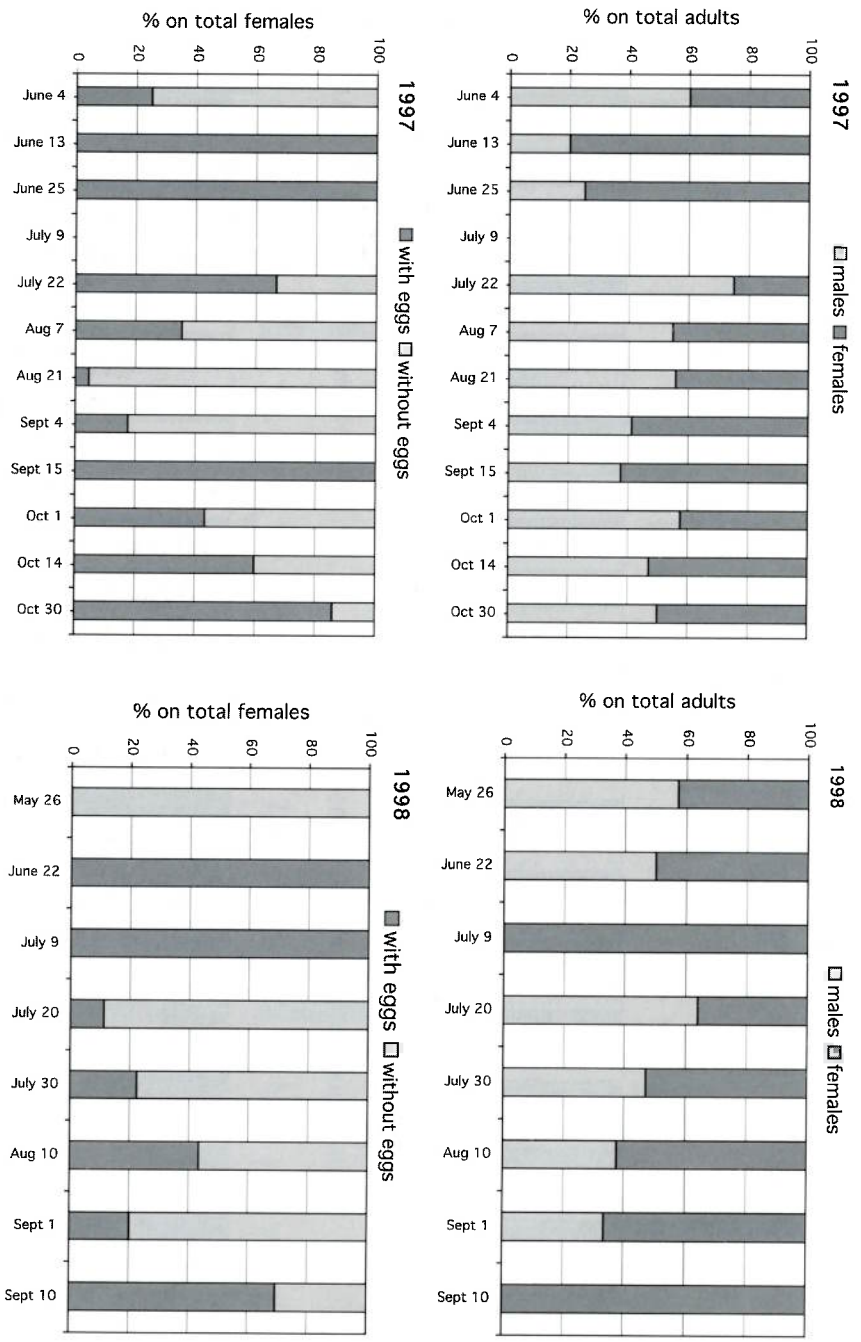 % on total females
0 20 40 60 80 100
1997
June 4
June 13
June 25
July 9
July 22
Aug 7
Aug 21
Sept 4
Sept 15
Oct 1
Oct 14
Oct 30
with eggs without eggs
% on total adults
0 20 40 60 80 100
1997
June 4
June 13
June 25
July 9
July 22
Aug 7
Aug 21
Sept 4
Sept 15
Oct 1
Oct 14
Oct 30
males females
% on total females
0 20 40 60 80 100
1998
May 26
June 22
July 9
July 20
July 30
Aug 10
Sept 1
Sept 10
with eggs without eggs
% on total adults
0 20 40 60 80 100
1998
May 26
June 22
July 9
July 20
July 30
Aug 10
Sept 1
Sept 10
males females